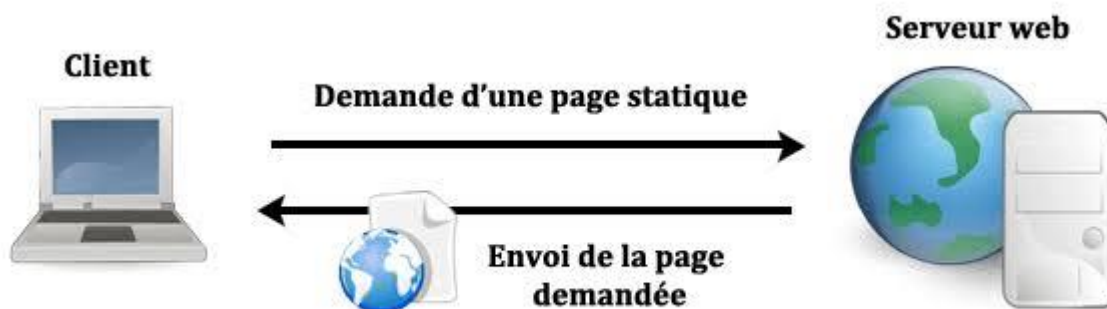 Serveur web
Client
Demande d'une page statique
Envoi de la page
demandée